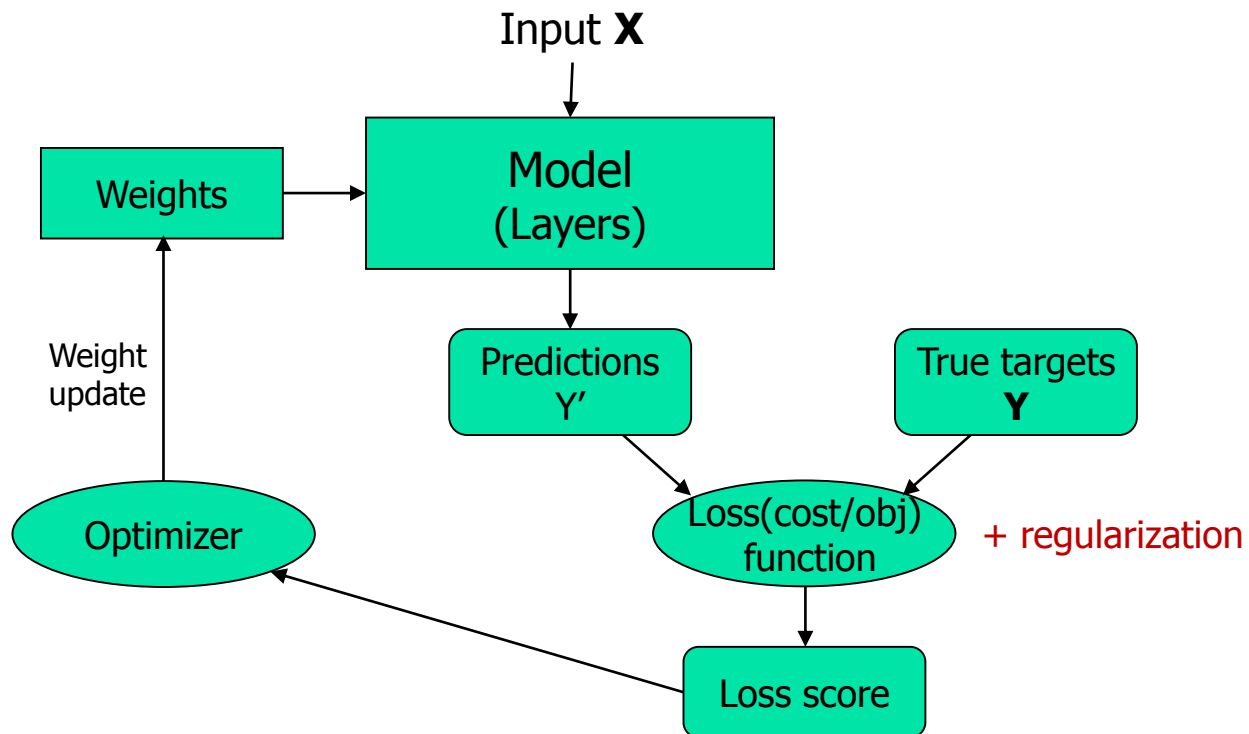 Input X
Weights
Model
(Layers)
Weight
update
Predictions
Y’
True targets
Y
Optimizer
Loss(cost/obj)
function
+ regularization
Loss score